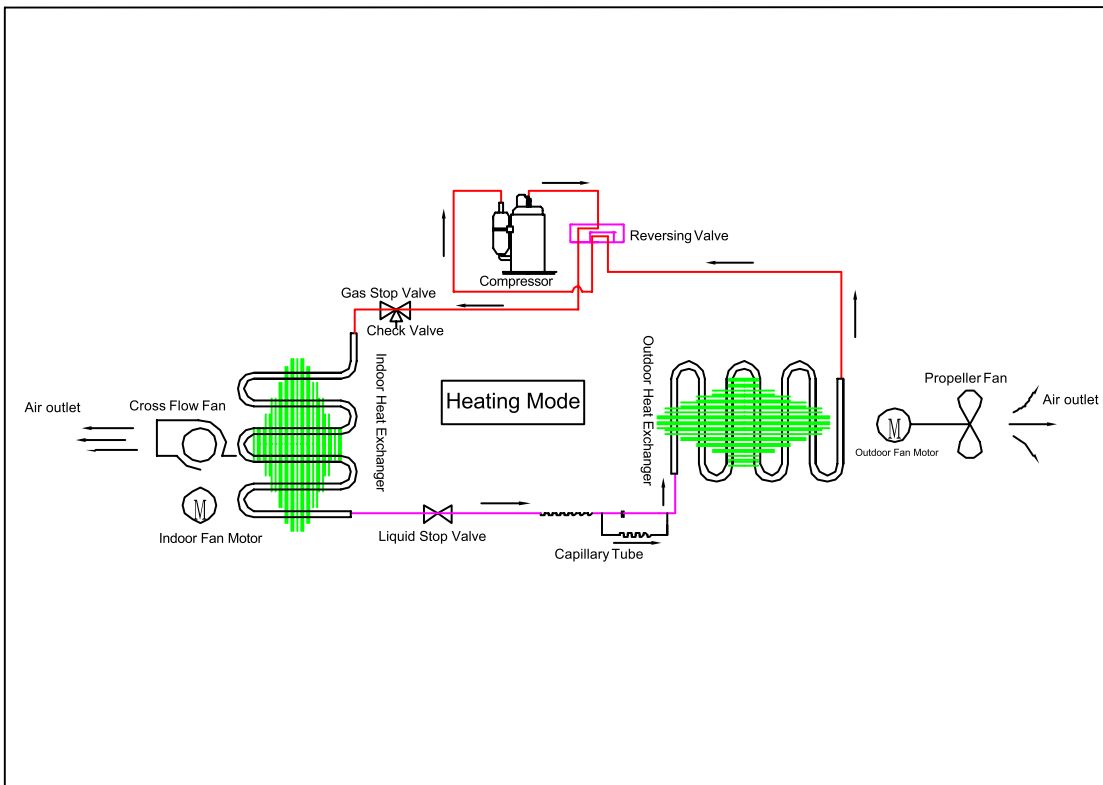 Reversing Valve
Compressor
Gas Stop Valve
Check Valve
Indoor Heat Exchanger
Outdoor Heat Exchanger
Heating Mode
Propeller Fan
Air outlet
Cross Flow Fan
Air outlet
M
Outdoor Fan Motor
M
Indoor Fan Motor
Liquid Stop Valve
Capillary Tube